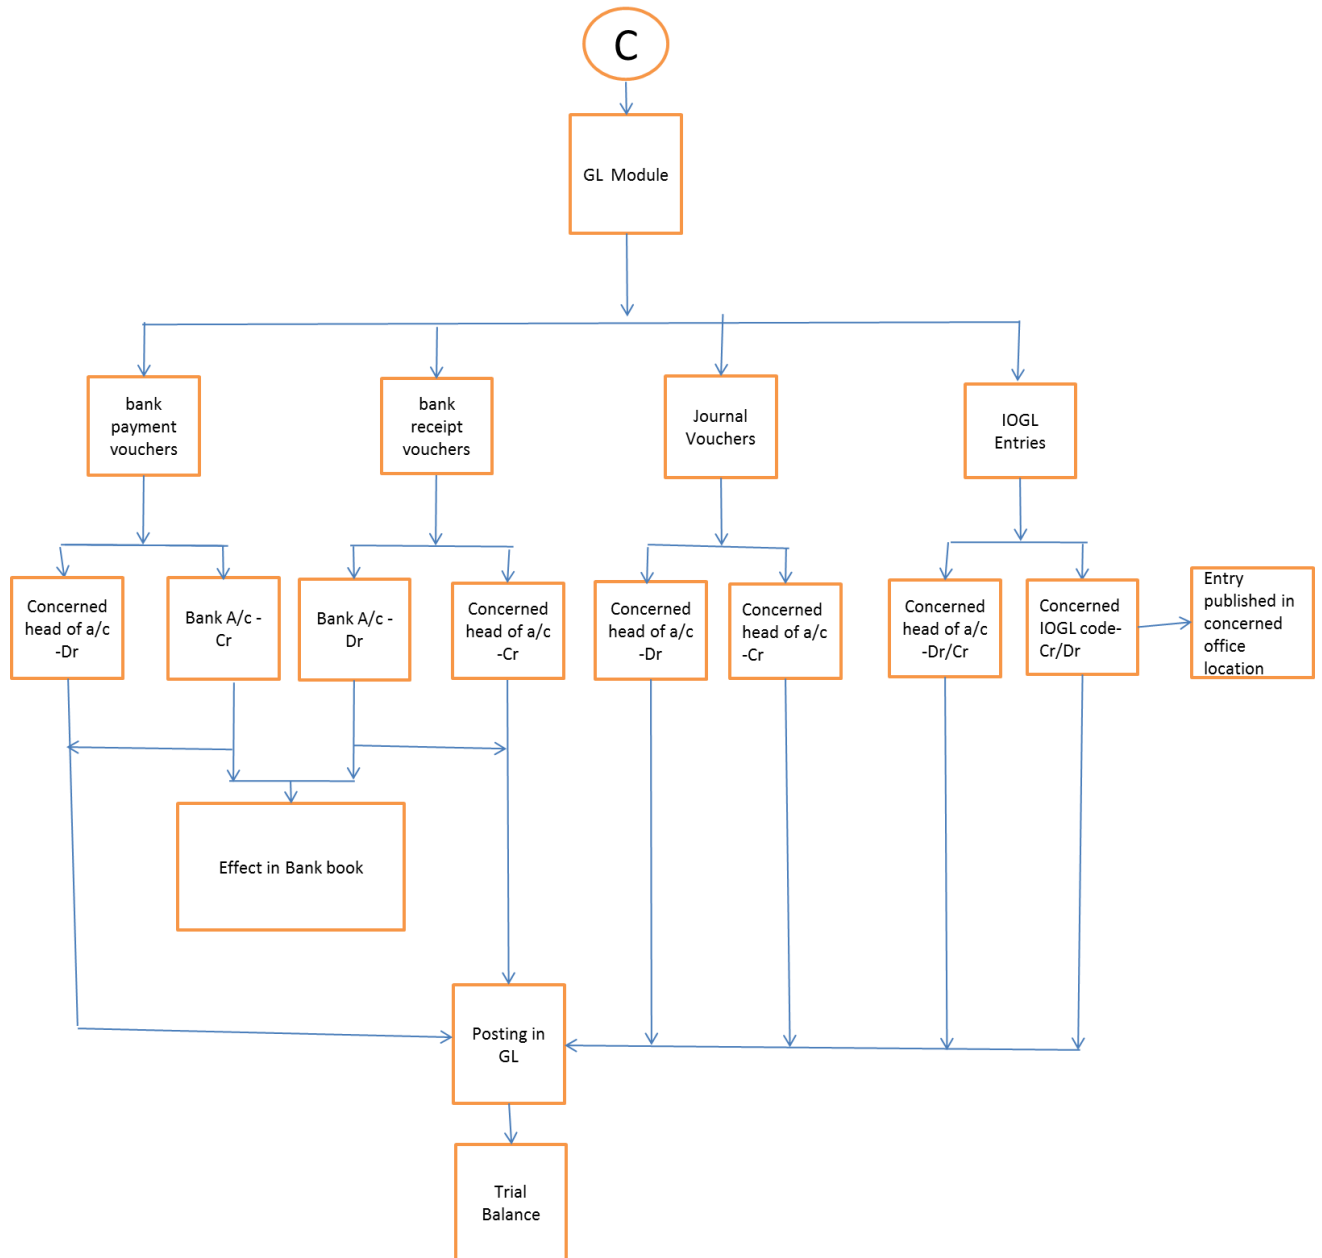 C
GL Module
bank
payment
vouchers
bank
receipt
vouchers
Journal
Vouchers
IOGL
Entries
Concerned
head of a/c
-Dr
Bank A/c -
Cr
Bank A/c -
Dr
Concerned
head of a/c
-Cr
Concerned
head of a/c
-Dr
Concerned
head of a/c
-Cr
Concerned
head of a/c
-Dr/Cr
Concerned
IOGL code-
Cr/Dr
Entry
published in
concerned
office
location
Effect in Bank book
Posting in
GL
Trial
Balance